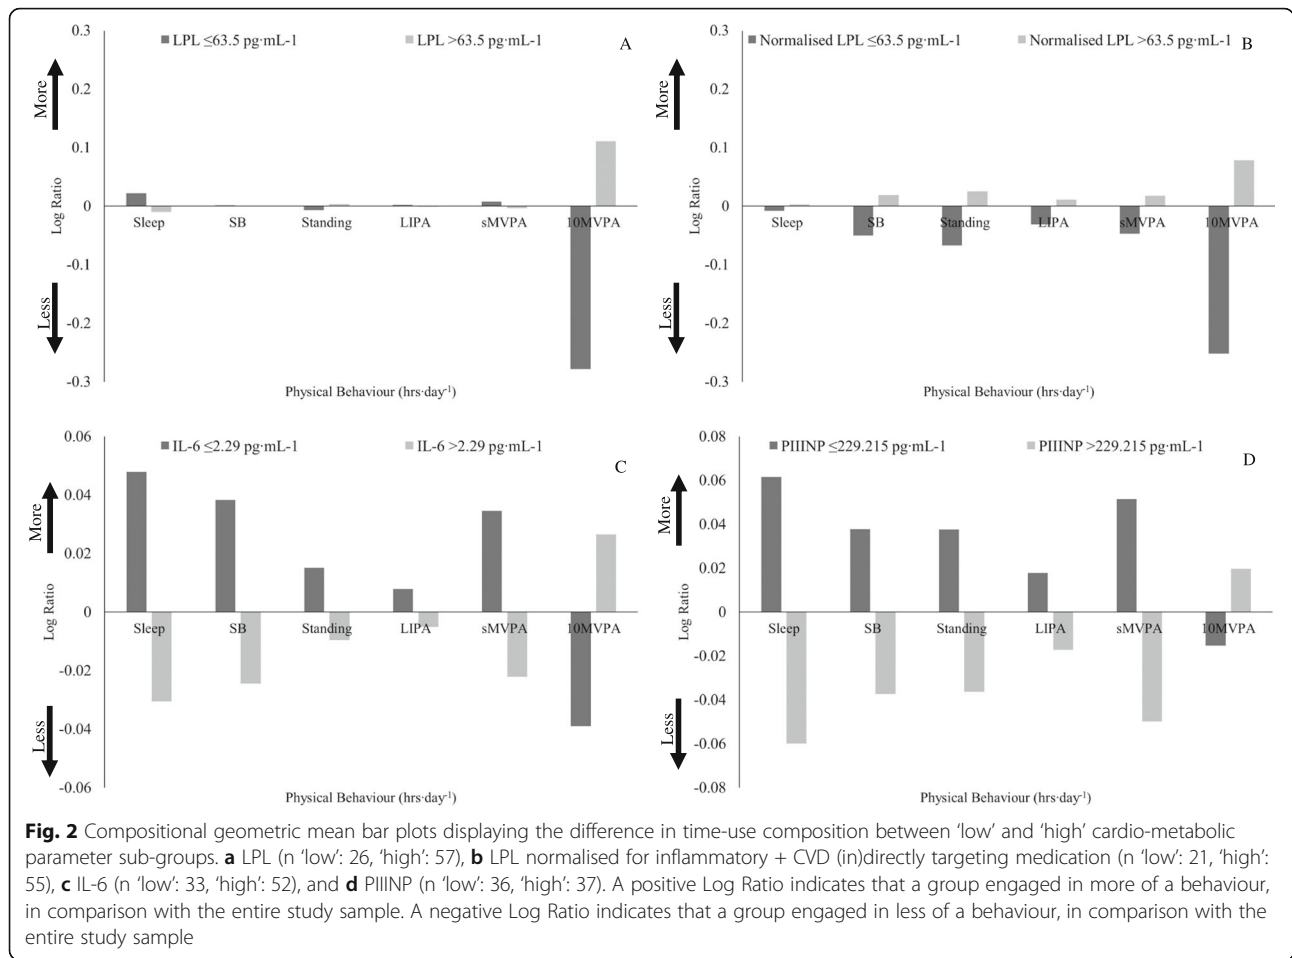 0.3
LPL ≤63.5 pg·mL-1
LPL >63.5 pg·mL-1
A
0.2
More
0.1
Log Ratio
0
Sleep
SB
Standing
LIPA
sMVPA
10MVPA
-0.1
Less
-0.2
-0.3
Physical Behaviour (hrs·day-1)
0.3
Normalised LPL ≤63.5 pg·mL-1
Normalised LPL >63.5 pg·mL-1
B
0.2
More
0.1
Log Ratio
0
Sleep
SB
Standing
LIPA
sMVPA
10MVPA
-0.1
Less
-0.2
-0.3
Physical Behaviour (hrs·day-1)
0.06
IL-6 ≤2.29 pg·mL-1
IL-6 >2.29 pg·mL-1
C
0.04
More
0.02
Log Ratio
0
Sleep
SB
Standing
LIPA
sMVPA
10MVPA
-0.02
Less
-0.04
-0.06
Physical Behaviour (hrs·day-1)
0.08
PIIINP ≤229.215 pg·mL-1
PIIINP >229.215 pg·mL-1
D
0.06
More
0.04
0.02
Log Ratio
0
Sleep
SB
Standing
LIPA
sMVPA
10MVPA
-0.02
-0.04
Less
-0.06
-0.08
Physical Behaviour (hrs·day-1)
Fig. 2 Compositional geometric mean bar plots displaying the difference in time-use composition between ‘low’ and ‘high’ cardio-metabolic
parameter sub-groups. a LPL (n ‘low’: 26, ‘high’: 57), b LPL normalised for inflammatory + CVD (in)directly targeting medication (n ‘low’: 21, ‘high’:
55), c IL-6 (n ‘low’: 33, ‘high’: 52), and d PIIINP (n ‘low’: 36, ‘high’: 37). A positive Log Ratio indicates that a group engaged in more of a behaviour,
in comparison with the entire study sample. A negative Log Ratio indicates that a group engaged in less of a behaviour, in comparison with the
entire study sample